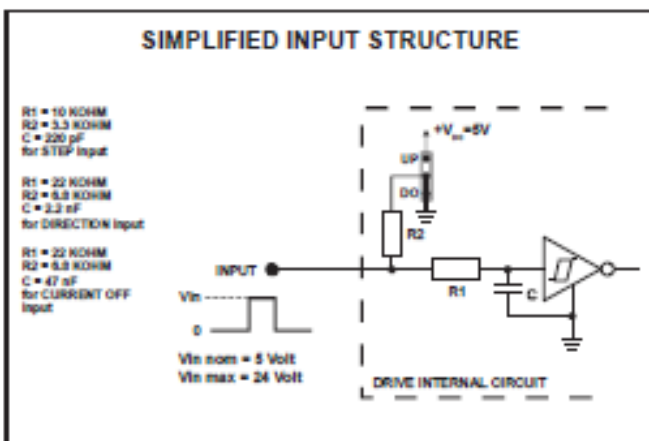 SIMPLIFIED INPUT STRUCTURE
R1 = 10 KOHM
R2 = 3.3 KOHM
C = 220 pF
for STEP Input
R1 = 22 KOHM
R2 = 6.8 KOHM
C = 2.2 nF
for DIRECTION Input
R1 = 22 KOHM
R2 = 6.8 KOHM
C = 47 nF
for CURRENT OFF
Input
=5V
UP
DO
R2
INPUT
R1
C
Vin
0
Vin nom = 5 Volt
Vin max = 24 Volt
DRIVE INTERNAL CIRCUIT